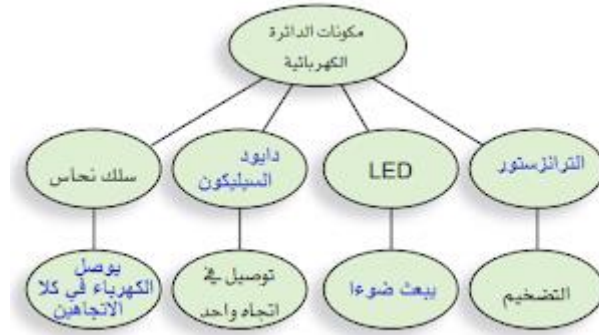 مكونات الدائرة
الكهربائية
الترانزستور
LED
دايود
السيليكون
سلك نحاس
التضخيم
يبعث ضوءا
توصيل في
اتجاه واحد
يوصل
الكهرباء في كلا
الاتجاهين